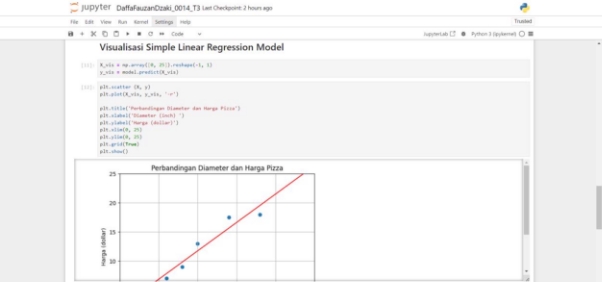 jupyter DaffaFauzanDzaki_0014_T3 Last Checkpoint: 2 hours ago
File Edit View Run Kernel Settings Help
Trusted
Code
JupyterLab
Python 3 (ipykernel)
Visualisasi Simple Linear Regression Model
X_vis = np.array([0, 25]).reshape(-1, 1)
y_vis = model.predict(X_vis)
plt.scatter (X, y)
plt.plot(X_vis, y_vis, '-r')
plt.title('Perbandingan Diameter dan Harga Pizza')
plt.xlabel('Diameter (inch) ')
plt.ylabel('Harga (dollar)')
plt.xlim(0, 25)
plt.ylim(0, 25)
plt.grid(True)
plt.show()
Perbandingan Diameter dan Harga Pizza
25
20
15
10
Harga (dollar)